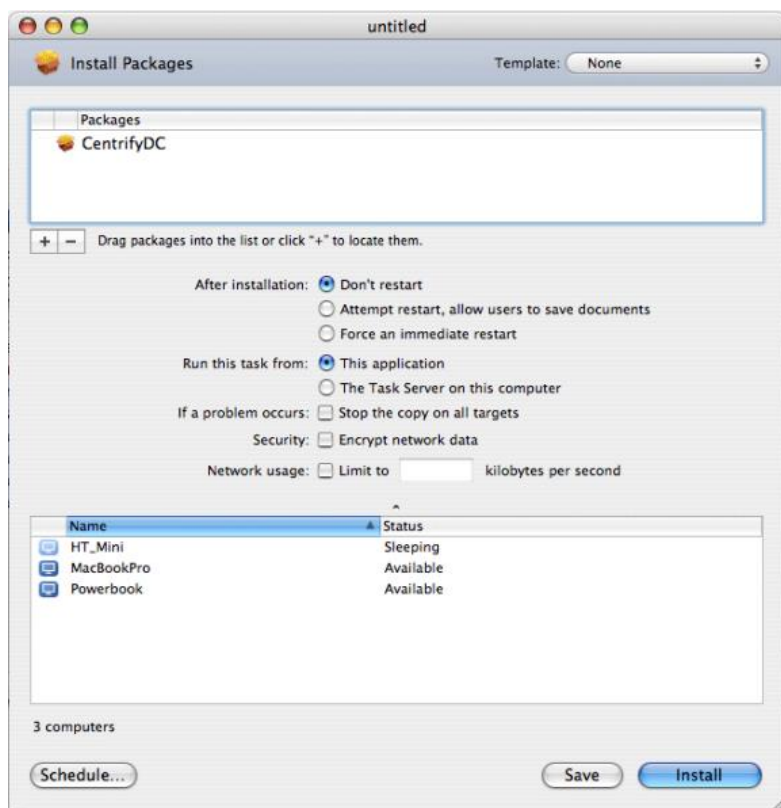 untitled
Install Packages Template: None
Packages
CentrifyDC
+ − Drag packages into the list or click "+" to locate them.
After installation: Don't restart
Attempt restart, allow users to save documents
Force an immediate restart
Run this task from: This application
The Task Server on this computer
If a problem occurs: Stop the copy on all targets
Security: Encrypt network data
Network usage: Limit to kilobytes per second
Name Status
HT_Mini Sleeping
MacBookPro Available
Powerbook Available
3 computers
Schedule... Save Install